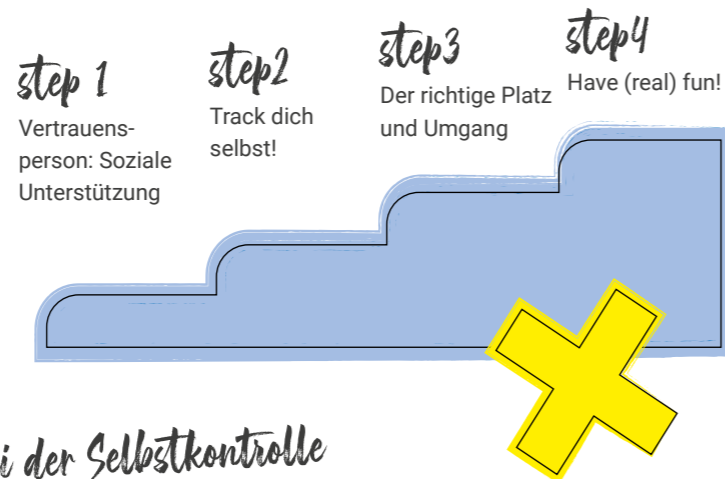 step 1
Vertrauens-
person: Soziale
Unterstützung
step2
Track dich
selbst!
step3
Der richtige Platz
und Umgang
step4
Have (real) fun!
der Selbstkontrolle